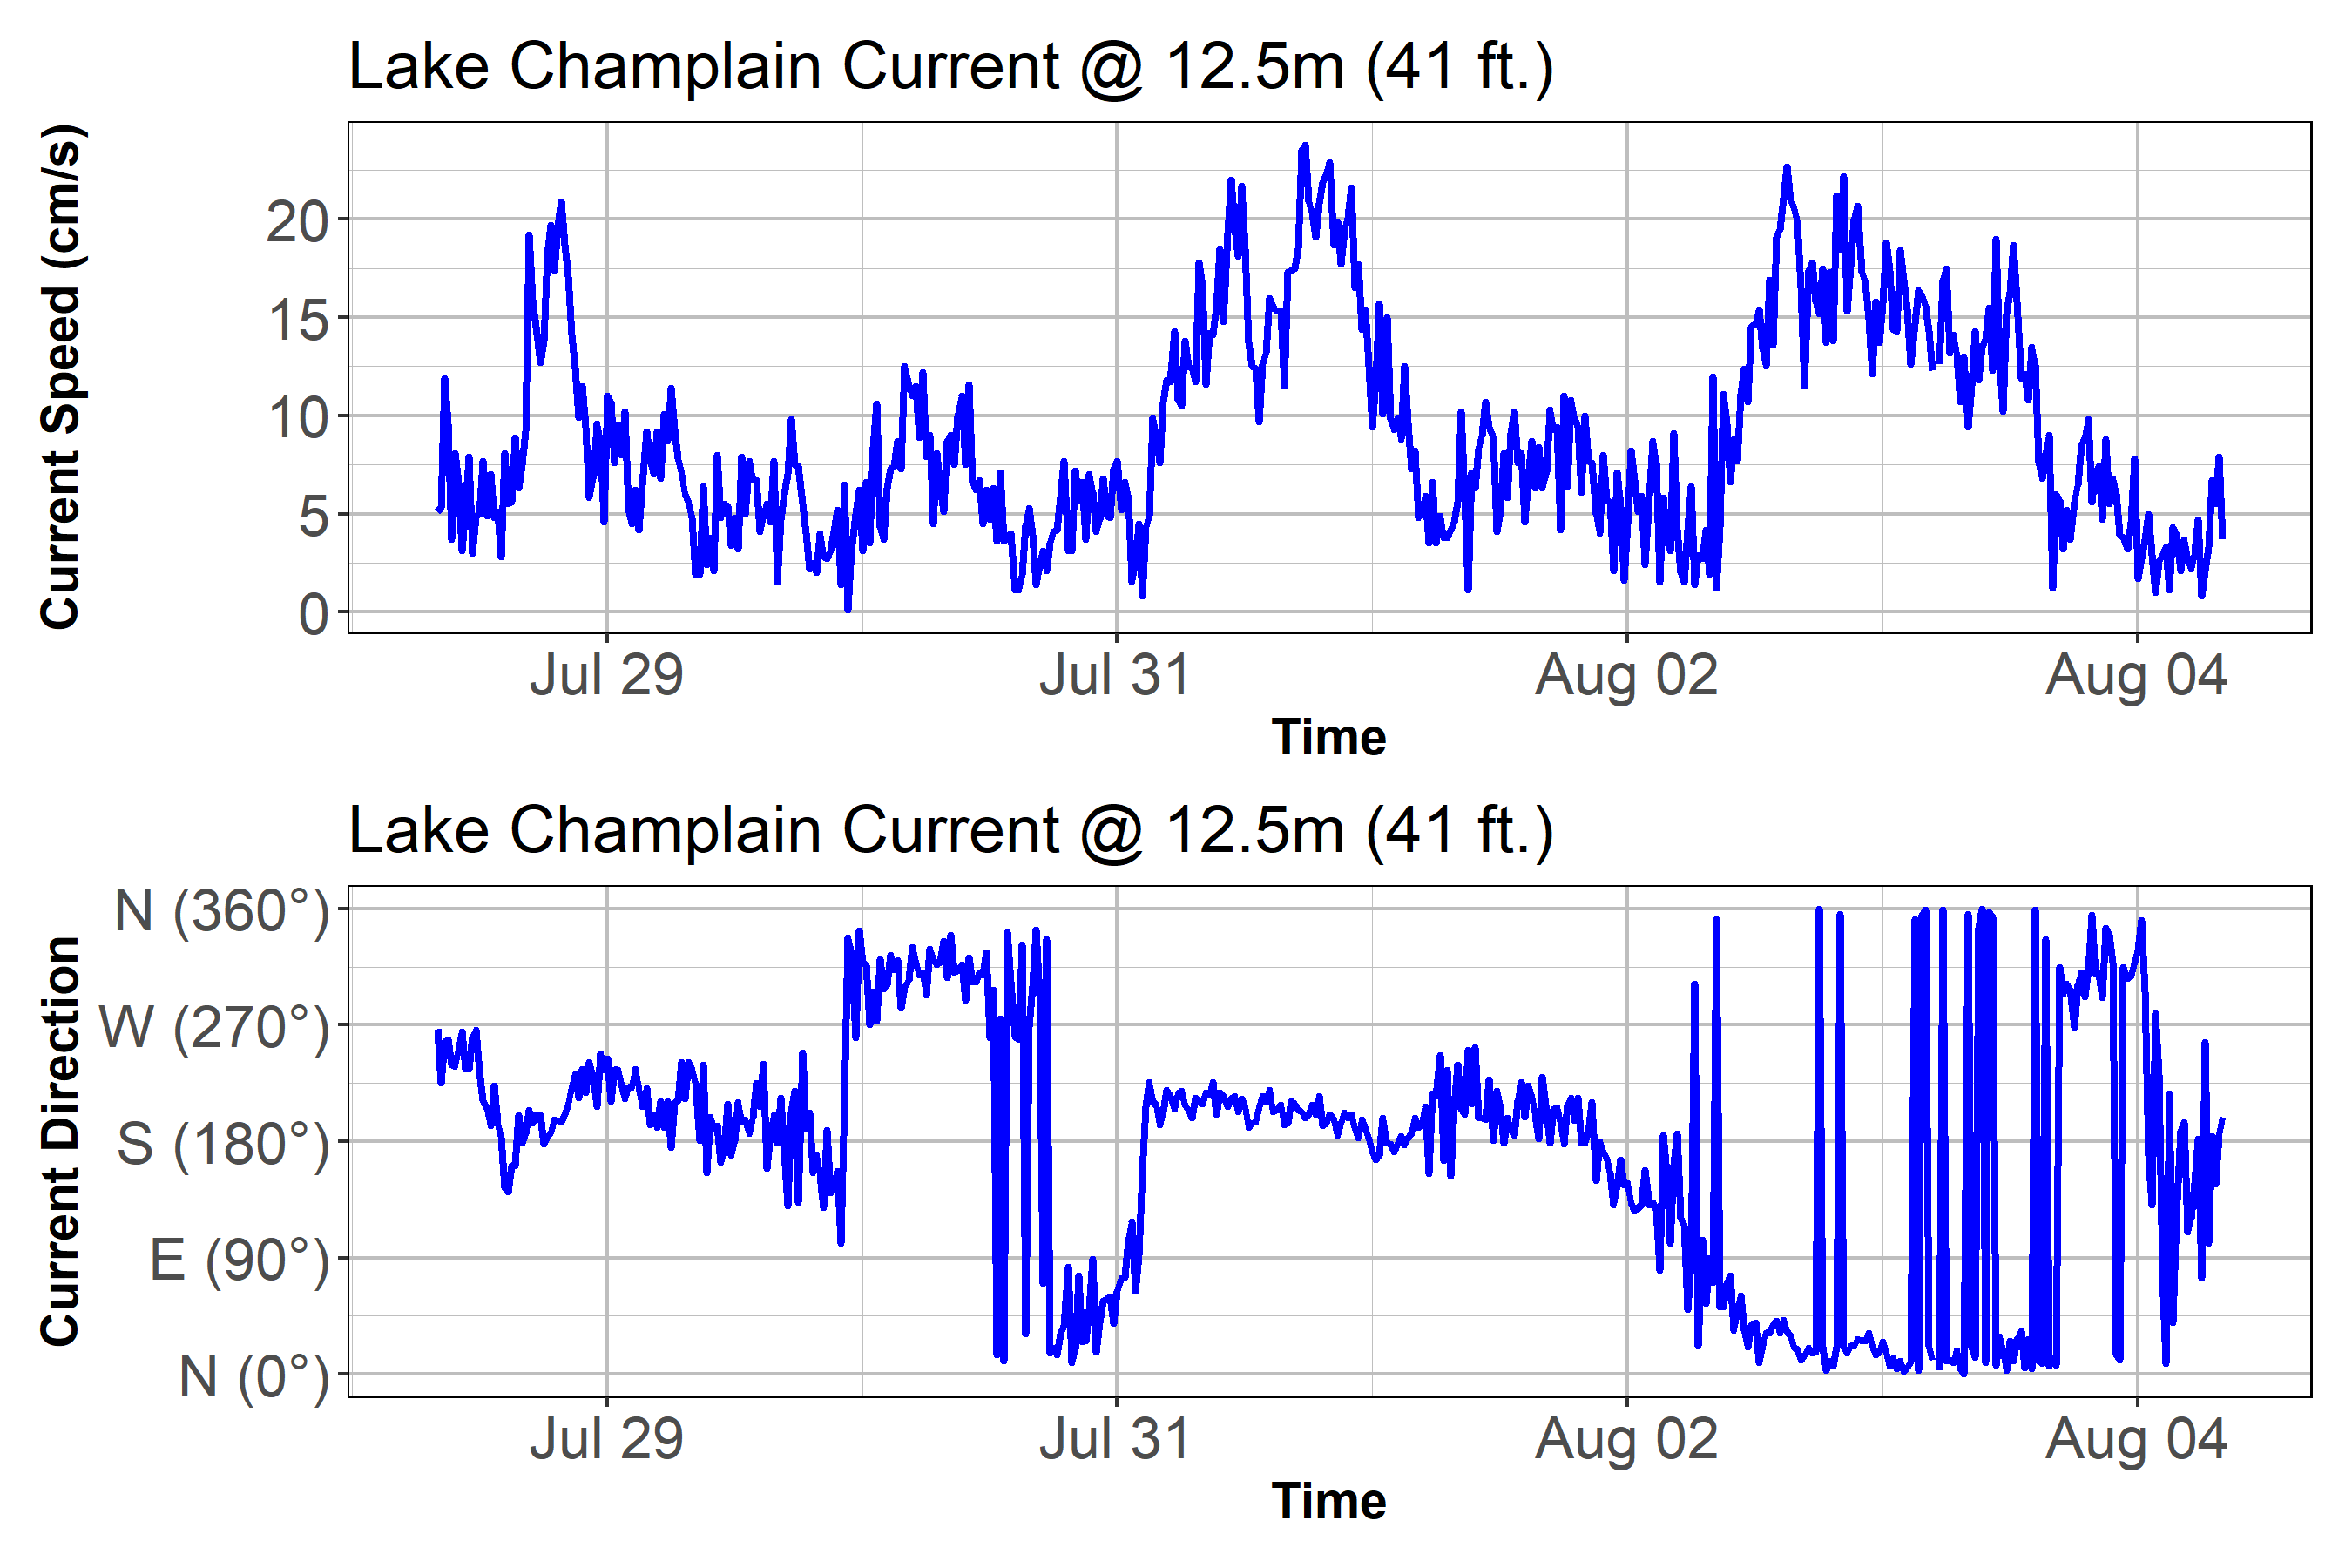 Lake Champlain Current @ 12.5m (41 ft.)
Current Speed (cm/s)
20
15
10
5
0
Jul 29 Jul 31 Aug 02 Aug 04
Time
Lake Champlain Current @ 12.5m (41 ft.)
Current Direction
N (360°)
W (270°)
S (180°)
E (90°)
N (0°)
Jul 29 Jul 31 Aug 02 Aug 04
Time